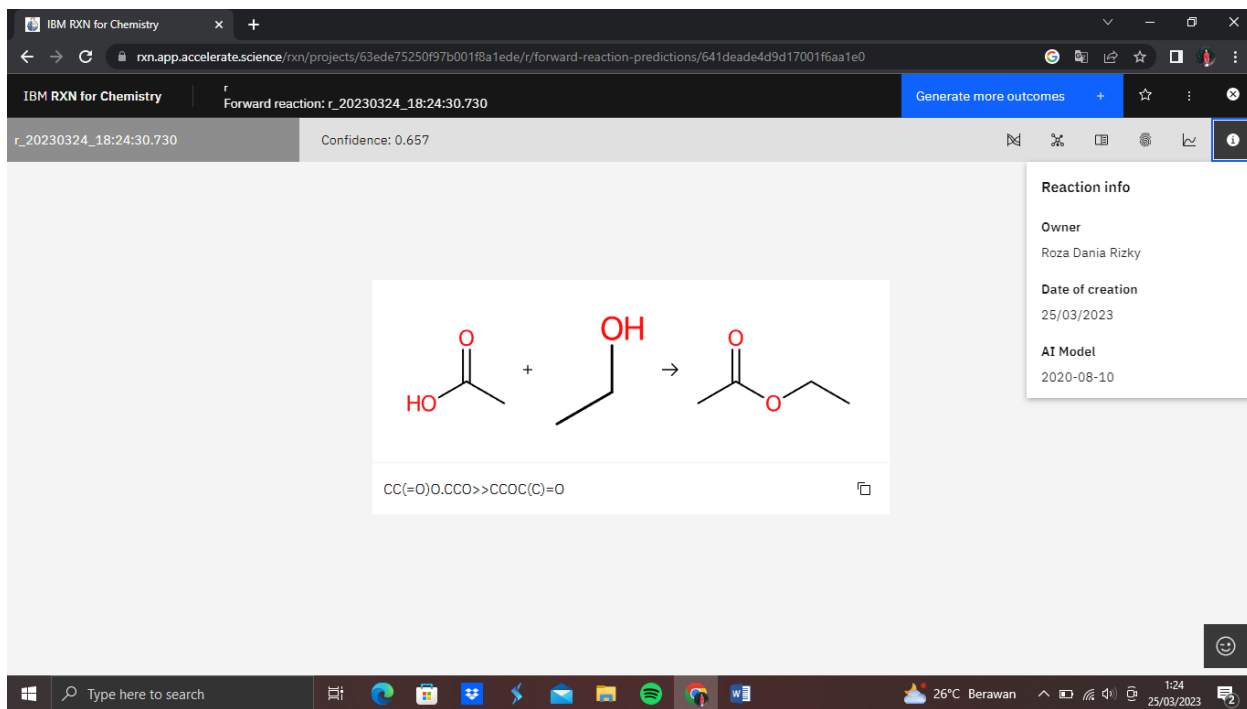 IBM RXN for Chemistry
rxn.app.accelerate.science/rxn/projects/63ede75250f97b001f8a1ede/r/forward-reaction-predictions/641deade4d9d17001f6aa1e0
IBM RXN for Chemistry
r
Forward reaction: r_20230324_18:24:30.730
Generate more outcomes +
r_20230324_18:24:30.730
Confidence: 0.657
Reaction info
Owner
Roza Dania Rizky
Date of creation
25/03/2023
AI Model
2020-08-10
O
HO
+
OH
→
O
O
CC(=O)O.CCO>>CCOC(C)=O
Type here to search
26°C Berawan
1:24
25/03/2023
2